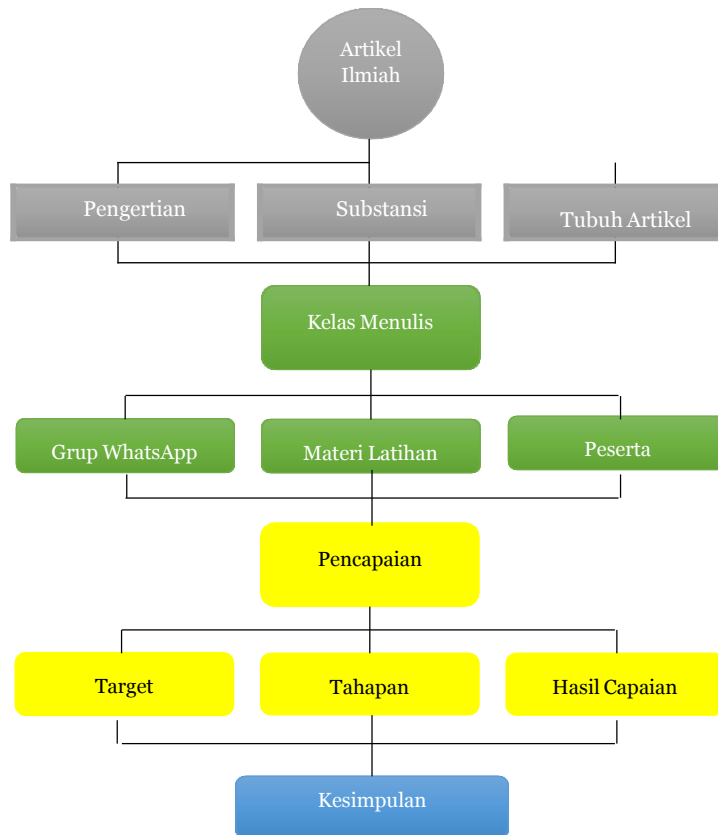 Artikel
Ilmiah
Pengertian
Substansi
Tubuh Artikel
Kelas Menulis
Grup WhatsApp
Materi Latihan
Peserta
Pencapaian
Target
Tahapan
Hasil Capaian
Kesimpulan